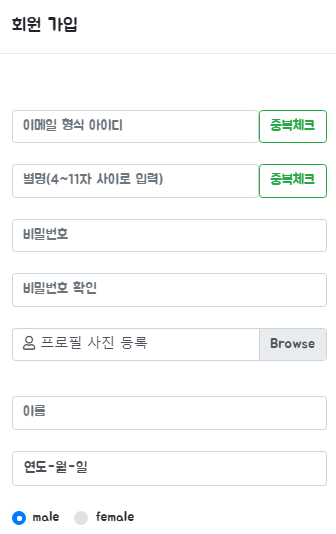 회원 가입
이메일 형식 아이디 중복체크
별명(4~11자 사이로 입력) 중복체크
비밀번호
비밀번호 확인
프로필 사진 등록 Browse
이름
연도-월-일
male female